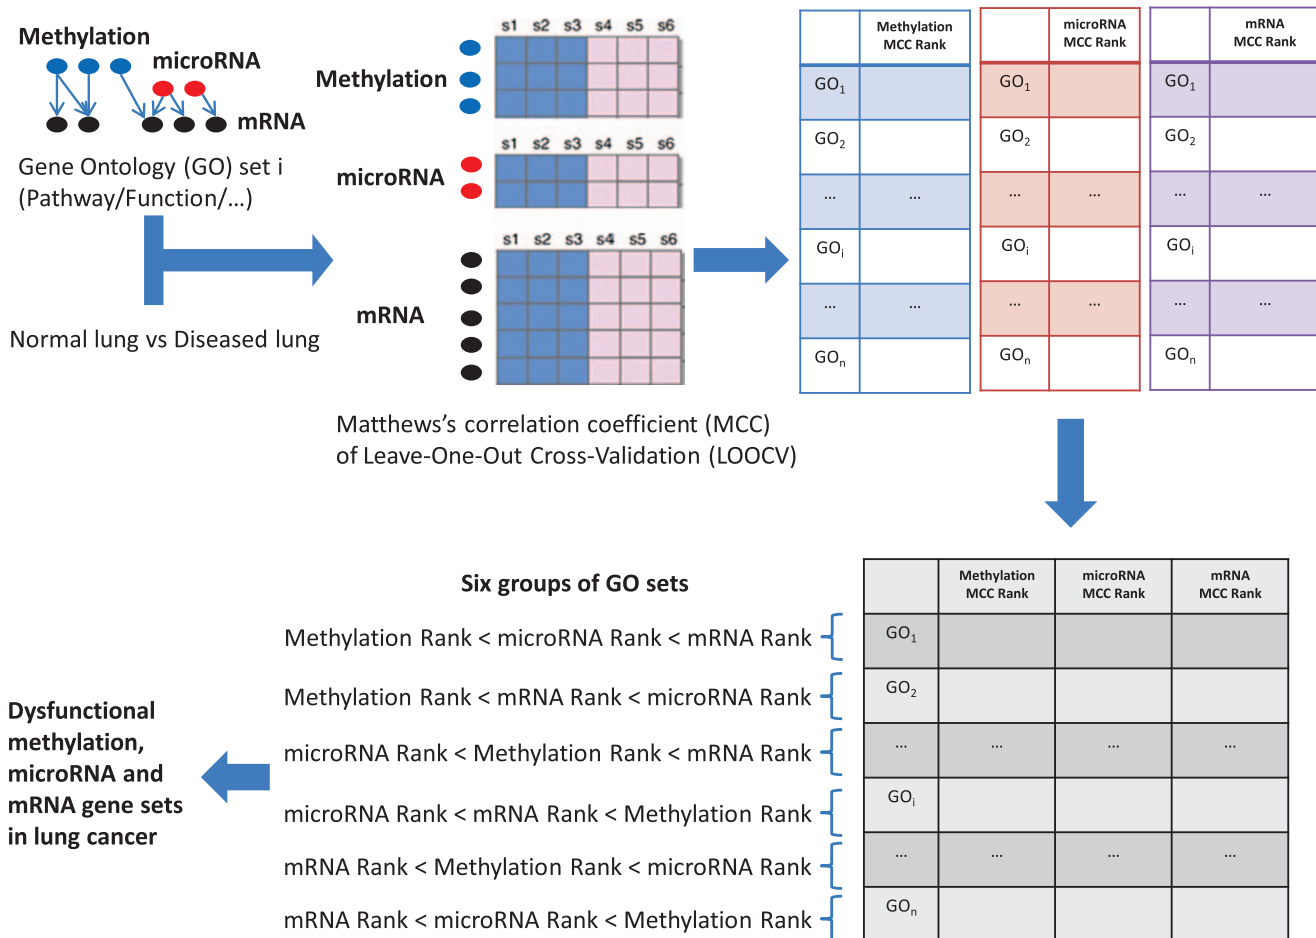 Methylation
microRNA
mRNA
Gene Ontology (GO) set i
(Pathway/Function/...)
Normal lung vs Diseased lung
s1 s2 s3 s4 s5 s6
Methylation
microRNA
s1 s2 s3 s4 s5 s6
mRNA
Matthews's correlation coefficient (MCC)
of Leave-One-Out Cross-Validation (LOOCV)
Methylation
MCC Rank
GO1
GO2
... ...
GOi
... ...
GOn
microRNA
MCC Rank
GO1
GO2
... ...
GOi
... ...
GOn
mRNA
MCC Rank
GO1
GO2
... ...
GOi
... ...
GOn
Six groups of GO sets
Methylation Rank < microRNA Rank < mRNA Rank
Methylation Rank < mRNA Rank < microRNA Rank
microRNA Rank < Methylation Rank < mRNA Rank
microRNA Rank < mRNA Rank < Methylation Rank
mRNA Rank < Methylation Rank < microRNA Rank
mRNA Rank < microRNA Rank < Methylation Rank
Methylation
MCC Rank
microRNA
MCC Rank
mRNA
MCC Rank
GO1
GO2
... ... ... ...
GOi
... ... ... ...
GOn
Dysfunctional
methylation,
microRNA and
mRNA gene sets
in lung cancer